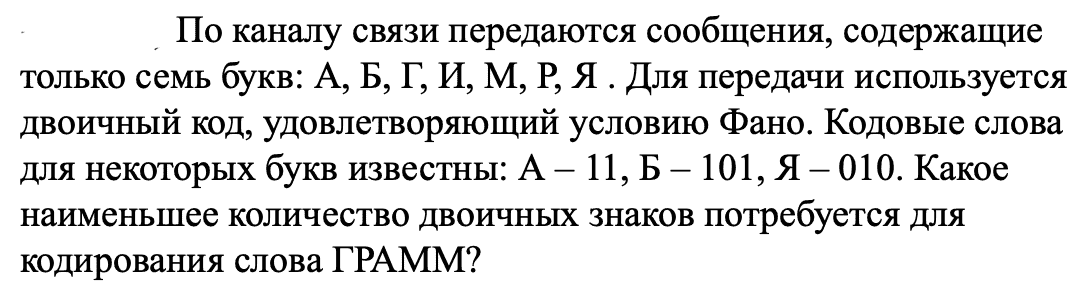 По каналу связи передаются сообщения, содержащие
только семь букв: А, Б, Г, И, М, Р, Я . Для передачи используется
двоичный код, удовлетворяющий условию Фано. Кодовые слова
для некоторых букв известны: А – 11, Б – 101, Я – 010. Какое
наименьшее количество двоичных знаков потребуется для
кодирования слова ГРАММ?